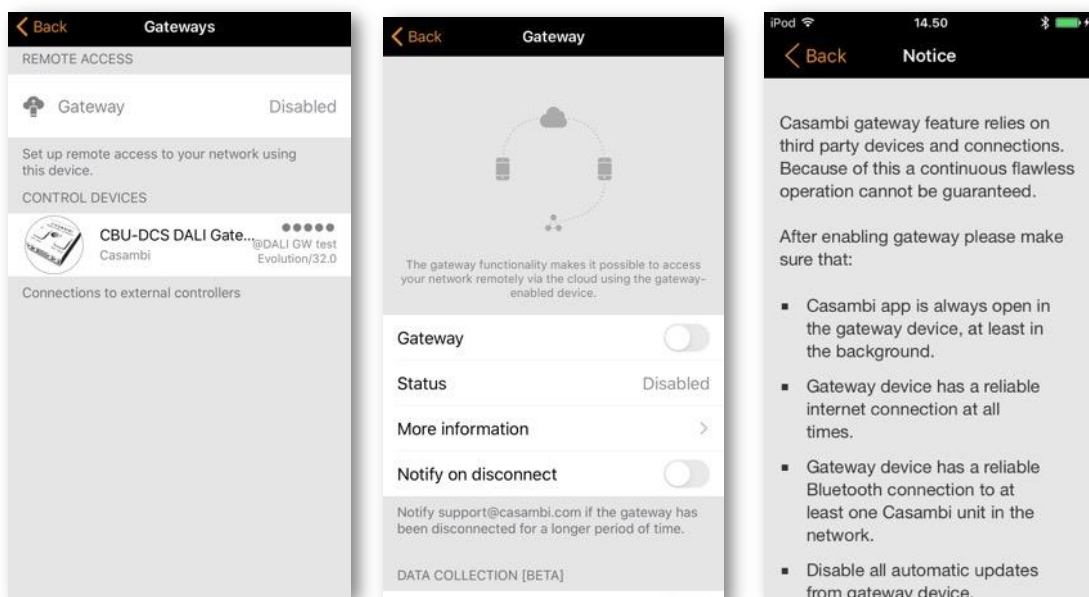 Back
Gateways
REMOTE ACCESS
Gateway
Disabled
Set up remote access to your network using
this device.
CONTROL DEVICES
CBU-DCS DALI Gate...
Casambi
@DALI GW test
Evolution/32.0
Connections to external controllers
Back
Gateway
The gateway functionality makes it possible to access
your network remotely via the cloud using the gateway-
enabled device.
Gateway
Status
Disabled
More information
Notify on disconnect
Notify support@casambi.com if the gateway has
been disconnected for a longer period of time.
DATA COLLECTION [BETA]
iPod
14.50
Back
Notice
Casambi gateway feature relies on
third party devices and connections.
Because of this a continuous flawless
operation cannot be guaranteed.
After enabling gateway please make
sure that:
▪ Casambi app is always open in
the gateway device, at least in
the background.
▪ Gateway device has a reliable
internet connection at all
times.
▪ Gateway device has a reliable
Bluetooth connection to at
least one Casambi unit in the
network.
▪ Disable all automatic updates
from gateway device.